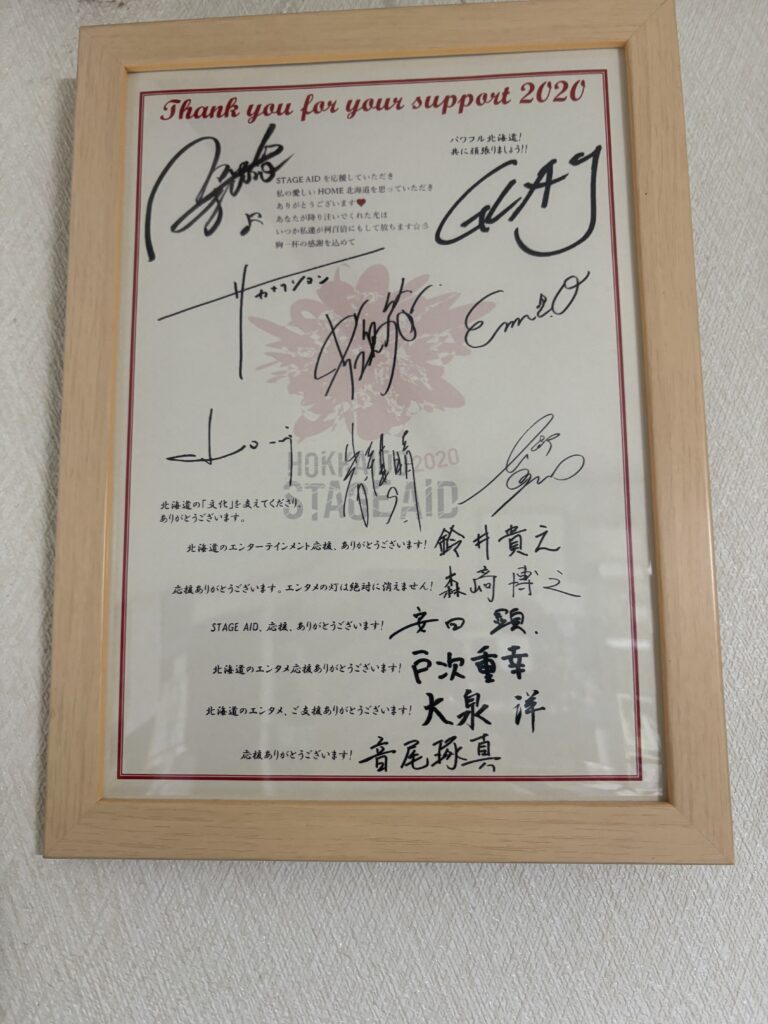 Thank you for your support 2020
パワフル北海道!
共に頑張りましょう!!
STAGE AIDを応援していただき
私の愛しいHOME北海道を思っていただき
ありがとうございます♥
あなたが降り注いでくれた光は
いつか私達が何百倍にもして放ちます☆彡
胸一杯の感謝を込めて
GLAY
サカナクション
HOKKAIDO 2020
STAGE AID
北海道の「文化」を支えてくださり、
ありがとうございます。
北海道のエンターテインメント応援、ありがとうございます! 鈴井貴之
応援ありがとうございます。エンタメの灯は絶対に消えません! 森崎博之
STAGE AID、応援、ありがとうございます! 安田顕.
北海道のエンタメ応援ありがとうございます! 戸次重幸
北海道のエンタメ、ご支援ありがとうございます! 大泉洋
応援ありがとうございます! 音尾琢真